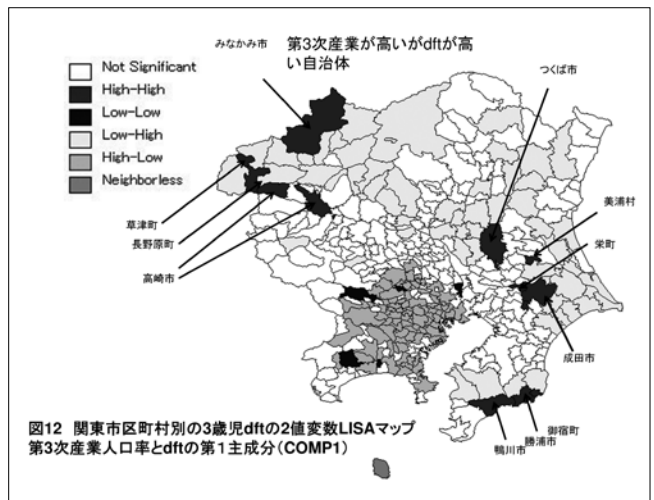 みなかみ市
第3次産業が高いがdftが高
い自治体
つくば市
Not Significant
High-High
Low-Low
Low-High
High-Low
Neighborless
美浦村
草津町
栄町
長野原町
高崎市
成田市
御宿町
勝浦市
鴨川市
図12 関東市区町村別の3歳児dftの2値変数LISAマップ
第3次産業人口率とdftの第1主成分(COMP1)